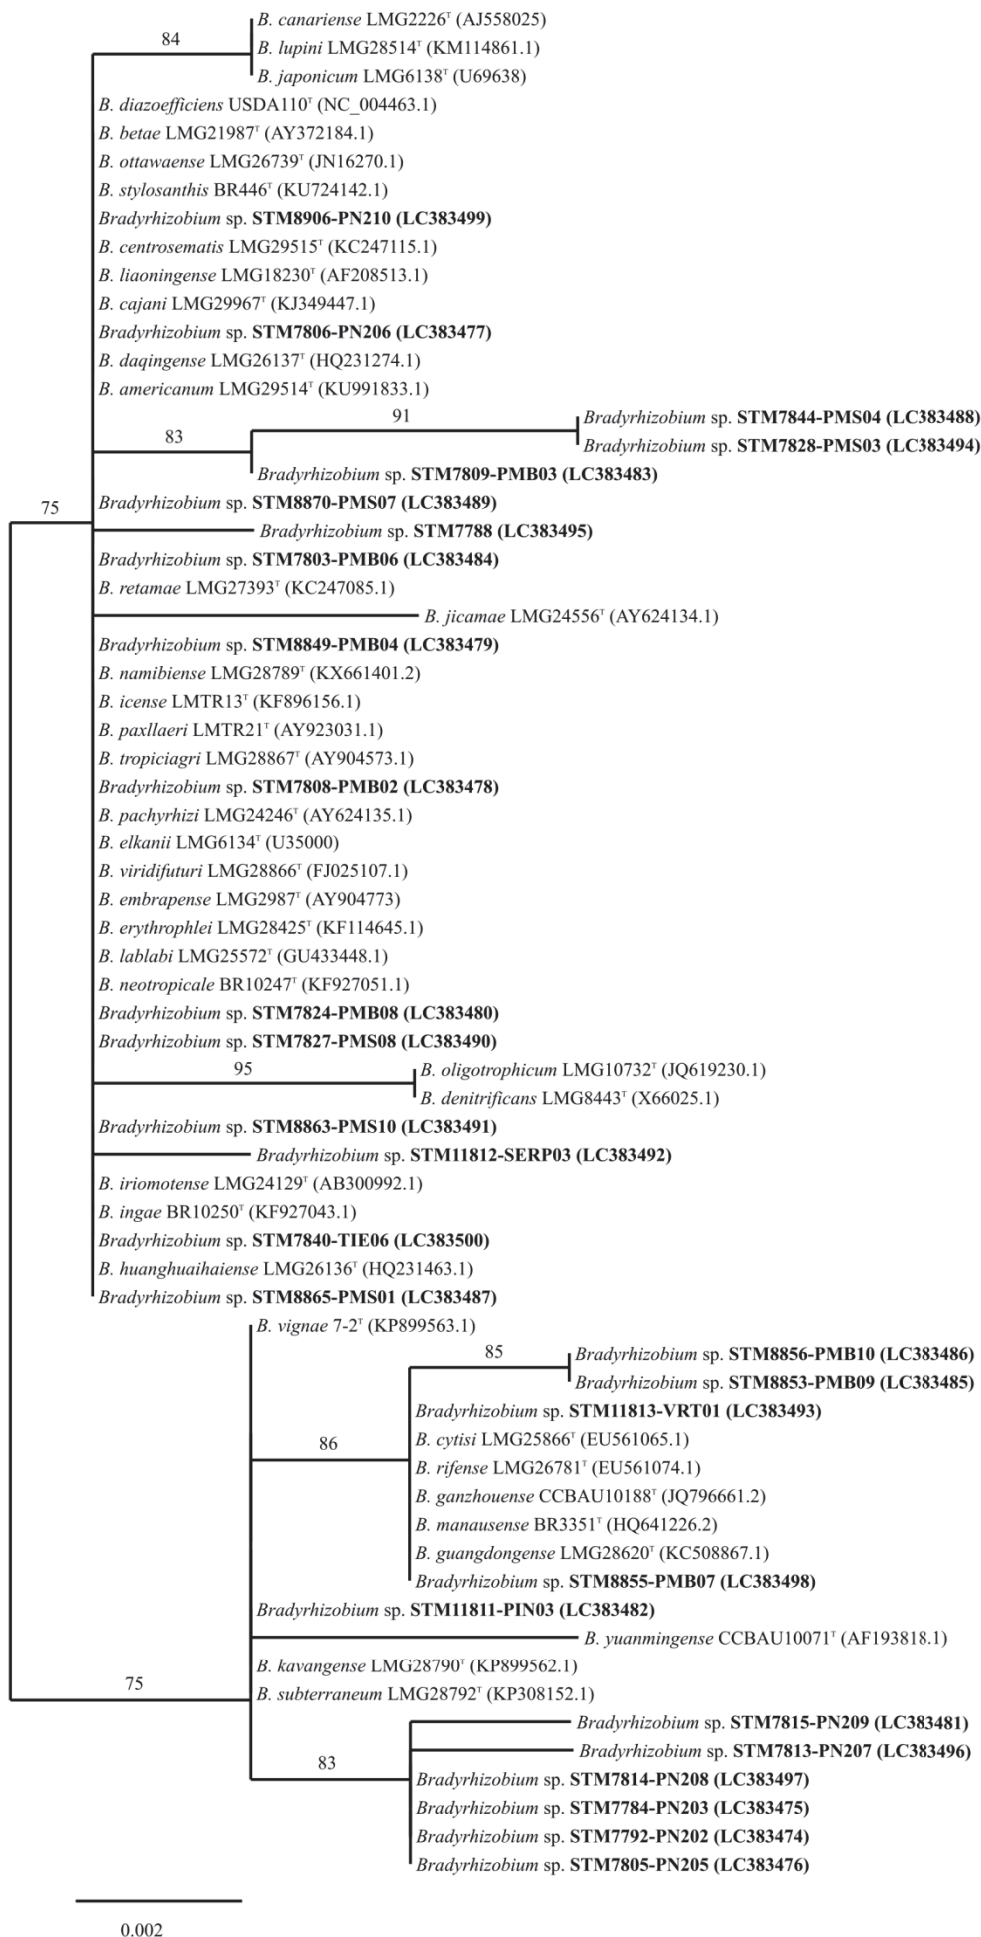 B. canariense LMG2226ᵀ (AJ558025)
84
B. lupini LMG28514ᵀ (KM114861.1)
B. japonicum LMG6138ᵀ (U69638)
B. diazoefficiens USDA110ᵀ (NC_004463.1)
B. betae LMG21987ᵀ (AY372184.1)
B. ottawaense LMG26739ᵀ (JN16270.1)
B. stylosanthis BR446ᵀ (KU724142.1)
Bradyrhizobium sp. STM8906-PN210 (LC383499)
B. centrosematis LMG29515ᵀ (KC247115.1)
B. liaoningense LMG18230ᵀ (AF208513.1)
B. cajani LMG29967ᵀ (KJ349447.1)
Bradyrhizobium sp. STM7806-PN206 (LC383477)
B. daqingense LMG26137ᵀ (HQ231274.1)
B. americanum LMG29514ᵀ (KU991833.1)
91
Bradyrhizobium sp. STM7844-PMS04 (LC383488)
83
Bradyrhizobium sp. STM7828-PMS03 (LC383494)
Bradyrhizobium sp. STM7809-PMB03 (LC383483)
Bradyrhizobium sp. STM8870-PMS07 (LC383489)
75
Bradyrhizobium sp. STM7788 (LC383495)
Bradyrhizobium sp. STM7803-PMB06 (LC383484)
B. retamae LMG27393ᵀ (KC247085.1)
B. jicamae LMG24556ᵀ (AY624134.1)
Bradyrhizobium sp. STM8849-PMB04 (LC383479)
B. namibiense LMG28789ᵀ (KX661401.2)
B. icense LMTR13ᵀ (KF896156.1)
B. paxllaeri LMTR21ᵀ (AY923031.1)
B. tropiciagri LMG28867ᵀ (AY904573.1)
Bradyrhizobium sp. STM7808-PMB02 (LC383478)
B. pachyrhizi LMG24246ᵀ (AY624135.1)
B. elkanii LMG6134ᵀ (U35000)
B. viridifuturi LMG28866ᵀ (FJ025107.1)
B. embrapense LMG2987ᵀ (AY904773)
B. erythrophlei LMG28425ᵀ (KF114645.1)
B. lablabi LMG25572ᵀ (GU433448.1)
B. neotropicale BR10247ᵀ (KF927051.1)
Bradyrhizobium sp. STM7824-PMB08 (LC383480)
Bradyrhizobium sp. STM7827-PMS08 (LC383490)
95
B. oligotrophicum LMG10732ᵀ (JQ619230.1)
B. denitrificans LMG8443ᵀ (X66025.1)
Bradyrhizobium sp. STM8863-PMS10 (LC383491)
Bradyrhizobium sp. STM11812-SERP03 (LC383492)
B. iriomotense LMG24129ᵀ (AB300992.1)
B. ingae BR10250ᵀ (KF927043.1)
Bradyrhizobium sp. STM7840-TIE06 (LC383500)
B. huanghuaihaiense LMG26136ᵀ (HQ231463.1)
Bradyrhizobium sp. STM8865-PMS01 (LC383487)
B. vignae 7-2ᵀ (KP899563.1)
85
Bradyrhizobium sp. STM8856-PMB10 (LC383486)
Bradyrhizobium sp. STM8853-PMB09 (LC383485)
Bradyrhizobium sp. STM11813-VRT01 (LC383493)
86
B. cytisi LMG25866ᵀ (EU561065.1)
B. rifense LMG26781ᵀ (EU561074.1)
B. ganzhouense CCBAU10188ᵀ (JQ796661.2)
B. manausense BR3351ᵀ (HQ641226.2)
B. guangdongense LMG28620ᵀ (KC508867.1)
Bradyrhizobium sp. STM8855-PMB07 (LC383498)
Bradyrhizobium sp. STM11811-PIN03 (LC383482)
B. yuanmingense CCBAU10071ᵀ (AF193818.1)
B. kavangense LMG28790ᵀ (KP899562.1)
75
B. subterraneum LMG28792ᵀ (KP308152.1)
Bradyrhizobium sp. STM7815-PN209 (LC383481)
Bradyrhizobium sp. STM7813-PN207 (LC383496)
83
Bradyrhizobium sp. STM7814-PN208 (LC383497)
Bradyrhizobium sp. STM7784-PN203 (LC383475)
Bradyrhizobium sp. STM7792-PN202 (LC383474)
Bradyrhizobium sp. STM7805-PN205 (LC383476)
0.002